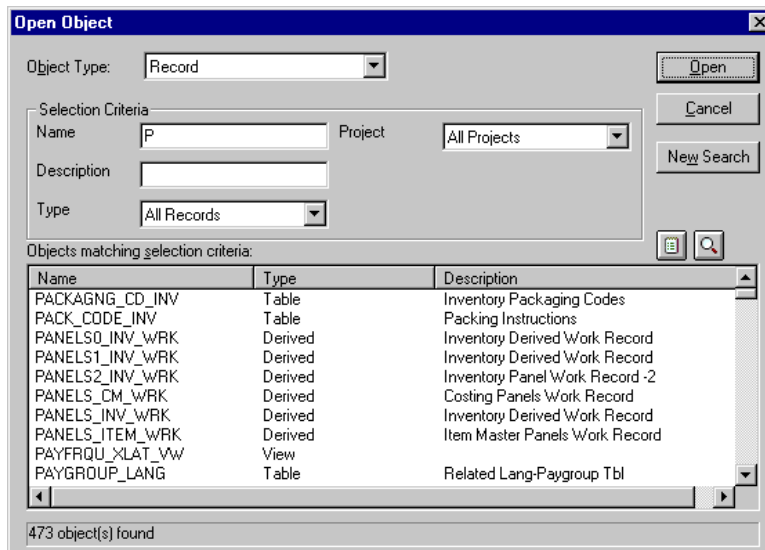 Open Object
Object Type: Record Open
Selection Criteria Cancel
Name P Project All Projects
New Search
Description
Type All Records
Objects matching selection criteria:
Name Type Description
PACKAGNG_CD_INV Table Inventory Packaging Codes
PACK_CODE_INV Table Packing Instructions
PANELS0_INV_WRK Derived Inventory Derived Work Record
PANELS1_INV_WRK Derived Inventory Derived Work Record
PANELS2_INV_WRK Derived Inventory Panel Work Record -2
PANELS_CM_WRK Derived Costing Panels Work Record
PANELS_INV_WRK Derived Inventory Derived Work Record
PANELS_ITEM_WRK Derived Item Master Panels Work Record
PAYFRQU_XLAT_VW View
PAYGROUP_LANG Table Related Lang-Paygroup Tbl
473 object(s) found